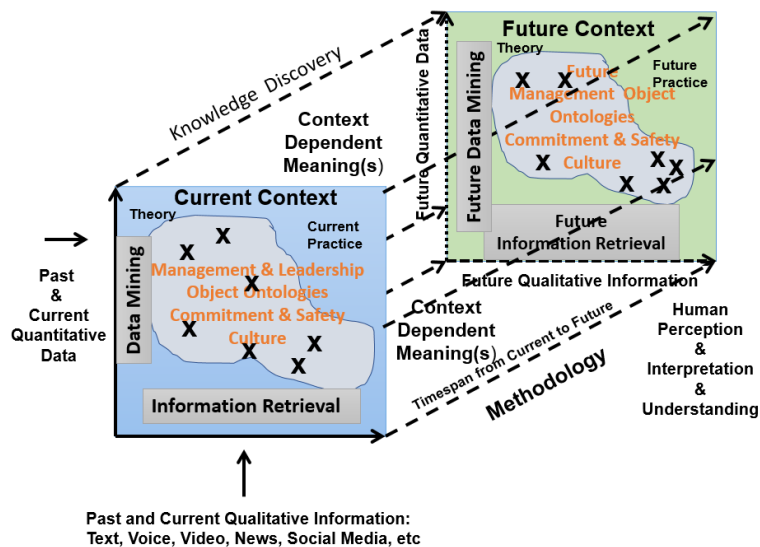 Future Context
Theory
Future
Practice
Future
Management Object
Ontologies
Commitment & Safety
Culture
Future Data Mining
Future Quantitative Data
Future
Information Retrieval
Future Qualitative Information
Knowledge Discovery
Context
Dependent
Meaning(s)
Current Context
Theory
Current
Practice
Management & Leadership
Object Ontologies
Commitment & Safety
Culture
Data Mining
Information Retrieval
Past
&
Current
Quantitative
Data
Context
Dependent
Meaning(s)
Timespan from Current to Future
Methodology
Human
Perception
&
Interpretation
&
Understanding
Past and Current Qualitative Information:
Text, Voice, Video, News, Social Media, etc